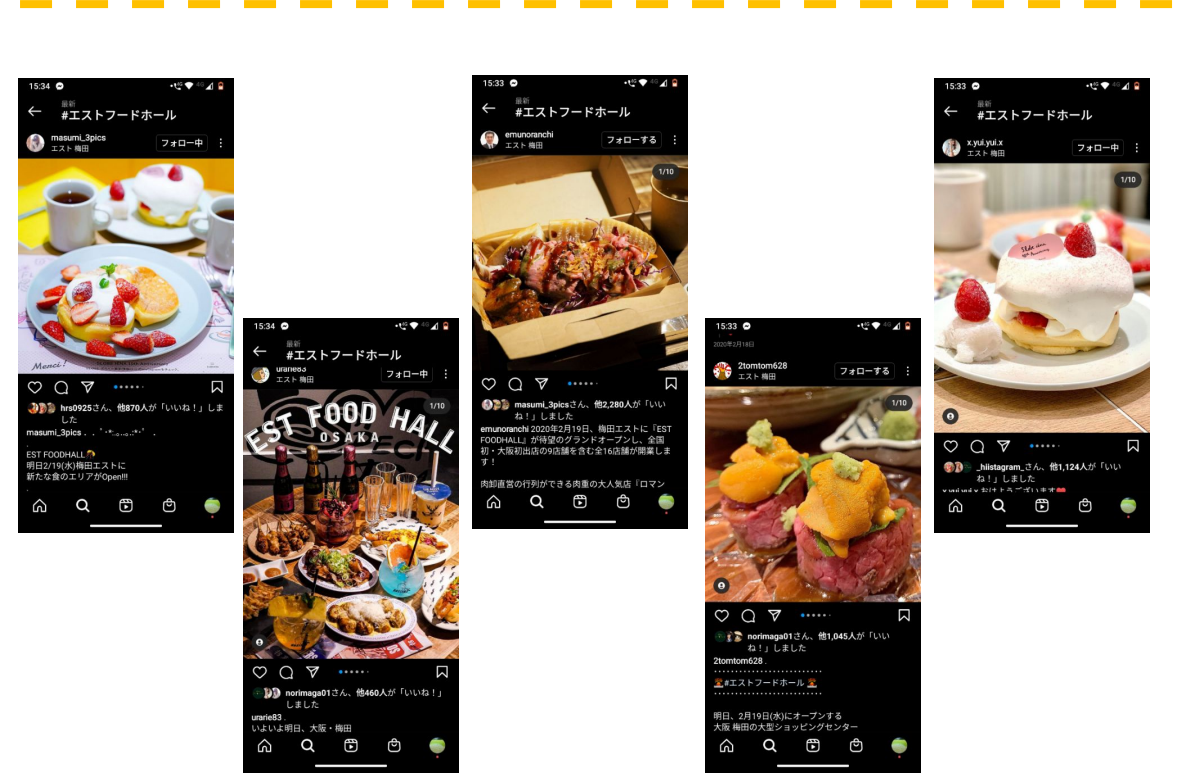 15:34
4G
4G
最新
#エストフードホール
masumi_3pics
エスト 梅田
フォロー中
Merci!
hrs0925さん、他870人が「いいね！」しま
した
masumi_3pics
EST FOODHALL
明日2/19(水)梅田エストに
新たな食のエリアがOpen!!!
15:34
4G
4G
最新
#エストフードホール
urarie83
エスト 梅田
フォロー中
1/10
EST FOOD HALL
OSAKA
norimaga01さん、他460人が「いいね！」
しました
urarie83 .
いよいよ明日、大阪・梅田
15:33
4G
4G
最新
#エストフードホール
emunoranchi
エスト 梅田
フォローする
1/10
masumi_3picsさん、他2,280人が「いい
ね！」しました
emunoranchi 2020年2月19日、梅田エストに『EST
FOODHALL』が待望のグランドオープンし、全国
初・大阪初出店の9店舗を含む全16店舗が開業しま
す！
肉卸直営の行列ができる肉重の大人気店『ロマン
15:33
4G
4G
2020年2月18日
2tomtom628
エスト 梅田
フォローする
1/10
norimaga01さん、他1,045人が「いい
ね！」しました
2tomtom628 .
#エストフードホール
明日、2月19日(水)にオープンする
大阪 梅田の大型ショッピングセンター
15:33
4G
4G
最新
#エストフードホール
x.yui.yui.x
エスト 梅田
フォロー中
1/10
_hiistagram_さん、他1,124人が「いい
ね！」しました
x.yui.yui.x おはようございます